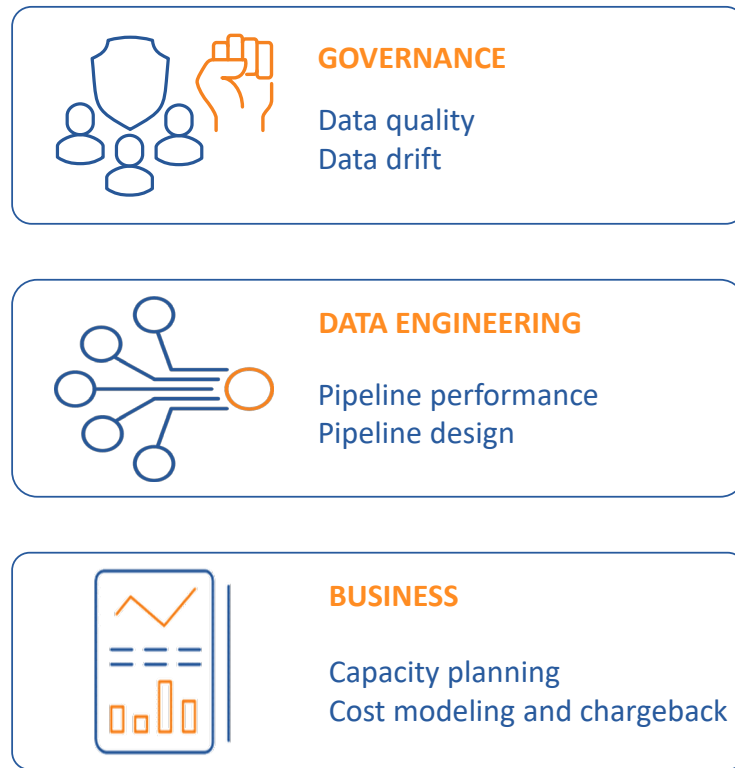 GOVERNANCE
Data quality
Data drift
DATA ENGINEERING
Pipeline performance
Pipeline design
BUSINESS
Capacity planning
Cost modeling and chargeback